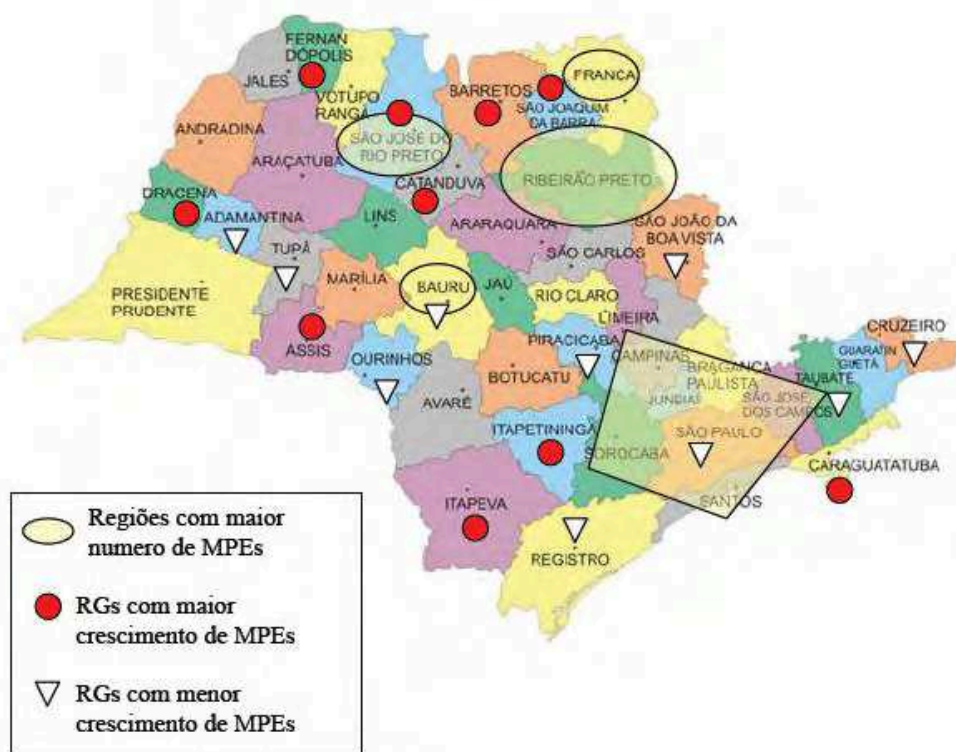 FERNAN
DÓPOLIS
JALES
VOTUPO
RANGA
BARRETOS
FRANCA
SÃO JOAQUIM
DA BARRA
ANDRADINA
SÃO JOSÉ DO
RIO PRETO
ARAÇATUBA
RIBEIRÃO PRETO
CATANDUVA
DRACENA
ADAMANTINA
LINS
ARARAQUARA
SÃO JOÃO DA
BOA VISTA
TUPÃ
SÃO CARLOS
MARÍLIA
BAURU
JAÚ
RIO CLARO
PRESIDENTE
PRUDENTE
LIMEIRA
ASSIS
OURINHOS
PIRACICABA
CAMPINAS
CRUZEIRO
GUARATIN
GUETÁ
BRAGANÇA
PAULISTA
TAUBATÉ
BOTUCATU
JUNDIAÍ
SÃO JOSÉ
DOS CAMPOS
AVARÉ
ITAPETININGA
SÃO PAULO
SOROCABA
CARAGUATATUBA
SANTOS
ITAPEVA
REGISTRO
Regiões com maior
numero de MPEs
RGs com maior
crescimento de MPEs
RGs com menor
crescimento de MPEs